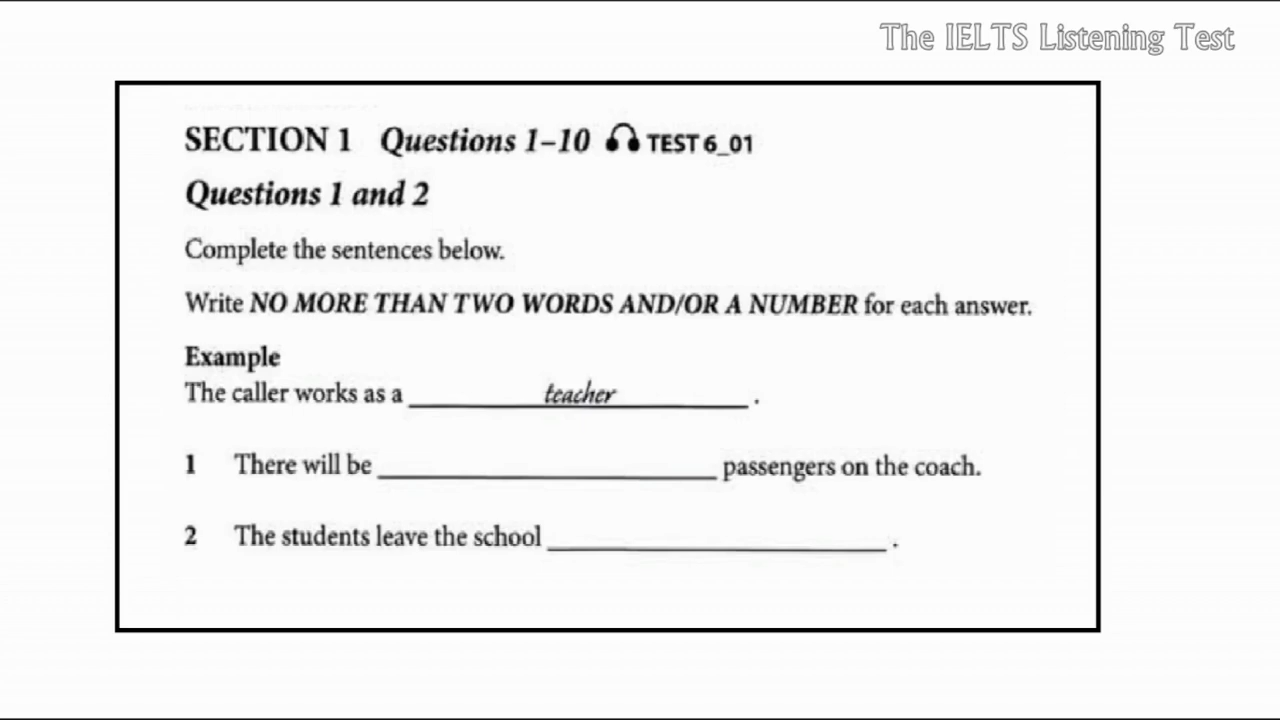 The IELTS Listening Test
SECTION 1 Questions 1–10 TEST 6_01
Questions 1 and 2
Complete the sentences below.
Write NO MORE THAN TWO WORDS AND/OR A NUMBER for each answer.
Example
The caller works as a teacher .
1 There will be ____________________ passengers on the coach.
2 The students leave the school ____________________ .